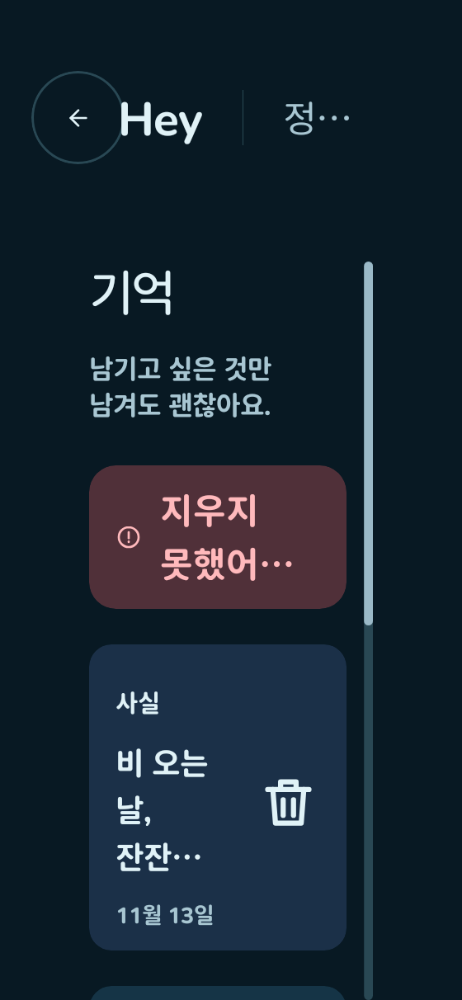 Hey
정…
기억
남기고 싶은 것만
남겨도 괜찮아요.
지우지
못했어…
사실
비 오는
날,
잔잔…
11월 13일